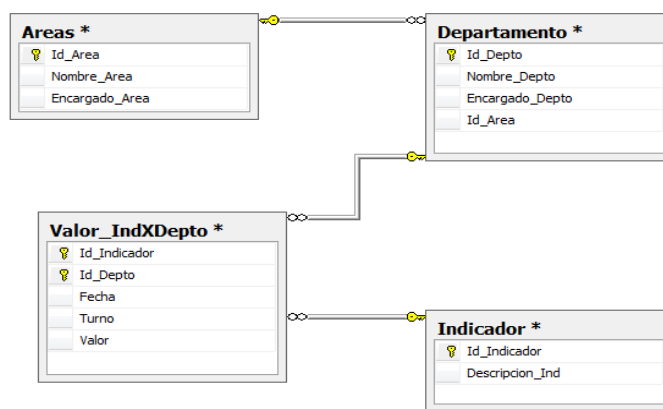 Areas *
Id_Area
Nombre_Area
Encargado_Area
Departamento *
Id_Depto
Nombre_Depto
Encargado_Depto
Id_Area
Valor_IndXDepto *
Id_Indicador
Id_Depto
Fecha
Turno
Valor
Indicador *
Id_Indicador
Descripcion_Ind